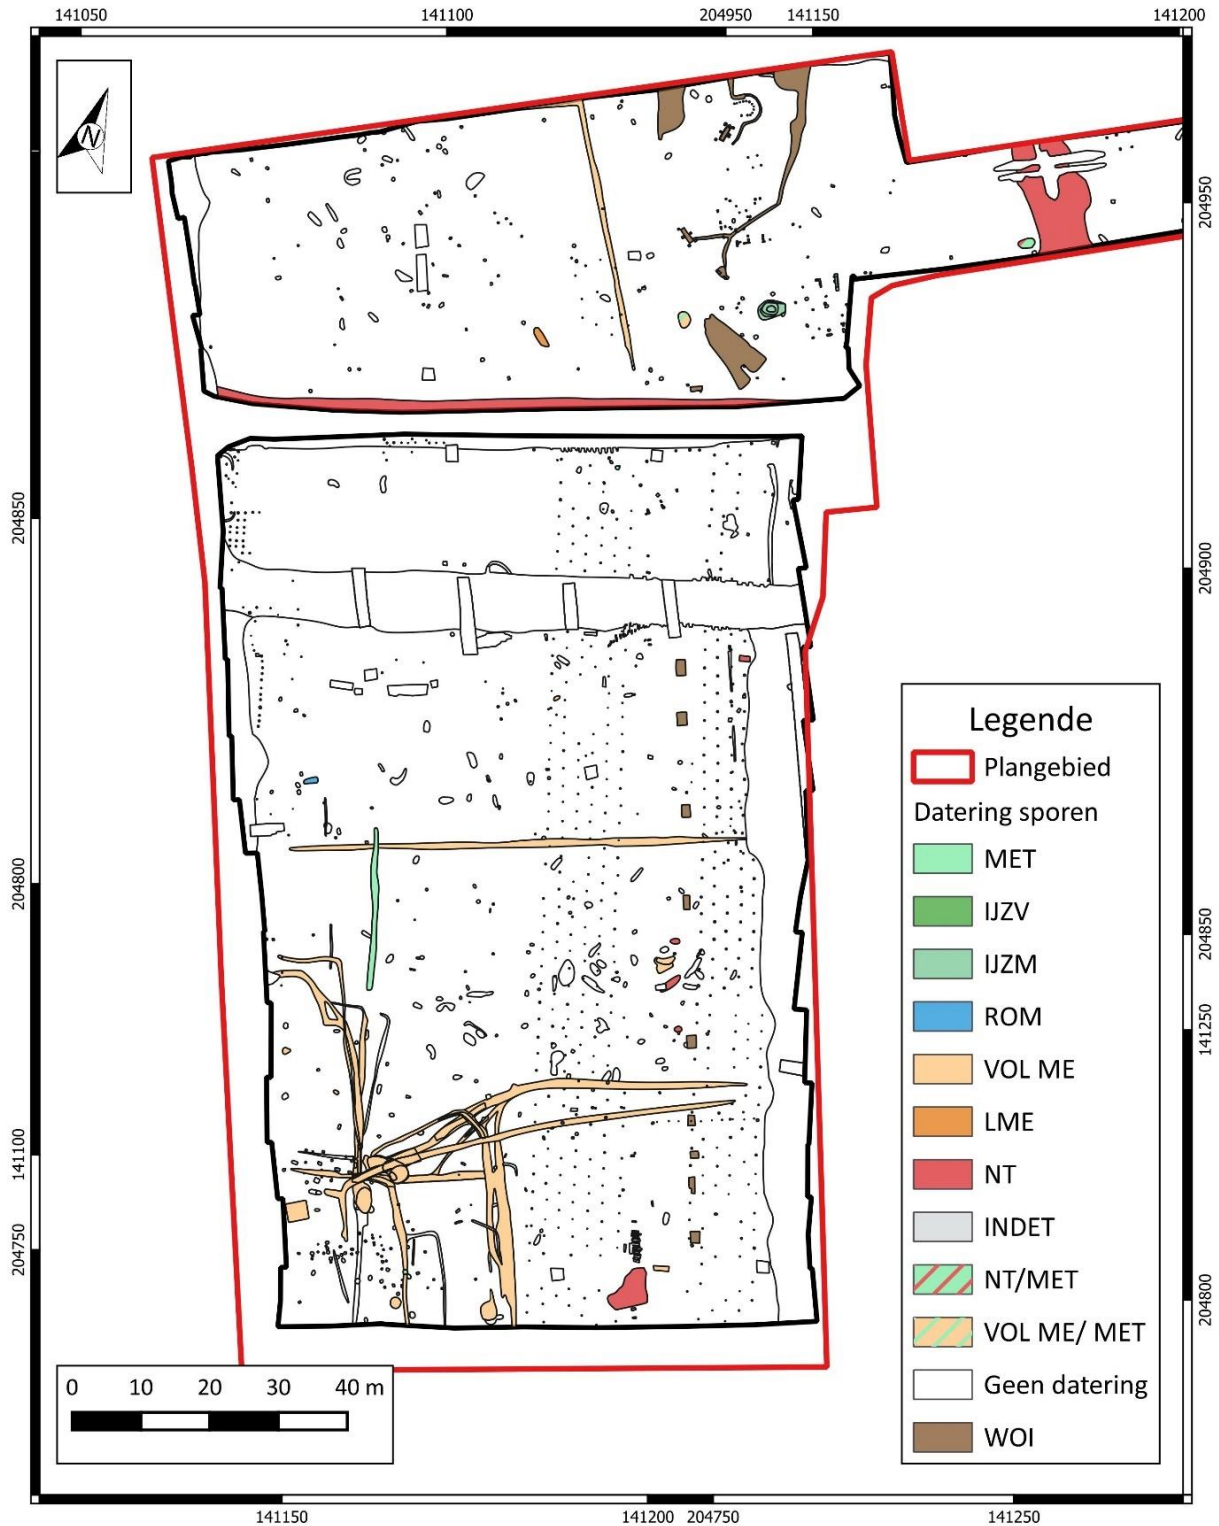 141050 141100 204950 141150 141200
N
204950
204850
204900
204800
204850
141250
141100
204750
204800
Legende
Plangebied
Datering sporen
MET
IJZV
IJZM
ROM
VOL ME
LME
NT
INDET
NT/MET
VOL ME/ MET
Geen datering
WOI
0 10 20 30 40 m
141150 141200 204750 141250